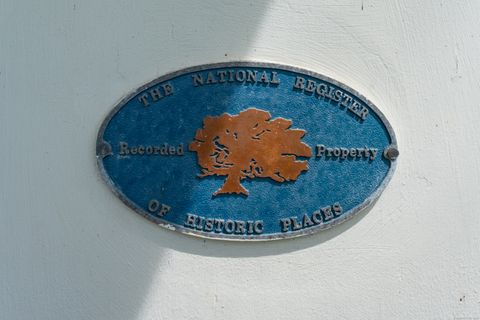 THE NATIONAL REGISTER
Recorded Property
OF HISTORIC PLACES